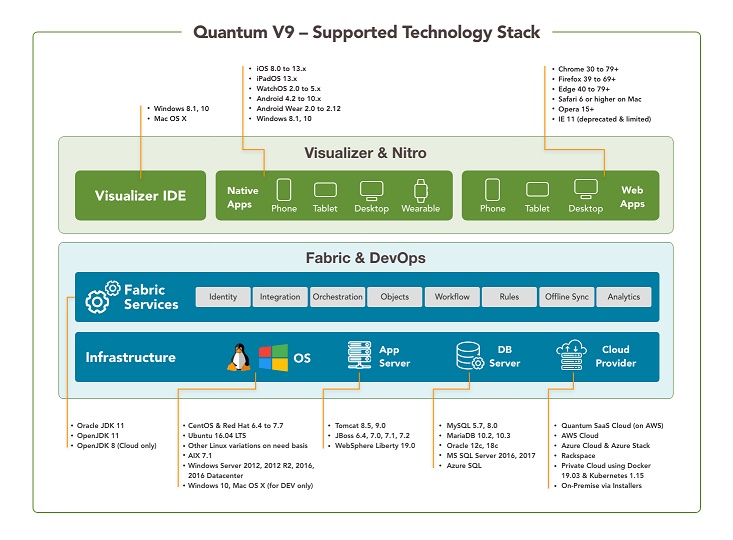 Quantum V9 – Supported Technology Stack
• iOS 8.0 to 13.x
• iPadOS 13.x
• WatchOS 2.0 to 5.x
• Android 4.2 to 10.x
• Android Wear 2.0 to 2.12
• Windows 8.1, 10
• Chrome 30 to 79+
• Firefox 39 to 69+
• Edge 40 to 79+
• Safari 6 or higher on Mac
• Opera 15+
• IE 11 (deprecated & limited)
• Windows 8.1, 10
• Mac OS X
Visualizer & Nitro
Visualizer IDE
Native
Apps
Phone
Tablet
Desktop
Wearable
Phone
Tablet
Desktop
Web
Apps
Fabric & DevOps
Fabric
Services
Identity
Integration
Orchestration
Objects
Workflow
Rules
Offline Sync
Analytics
Infrastructure
OS
App
Server
DB
Server
Cloud
Provider
• Oracle JDK 11
• OpenJDK 11
• OpenJDK 8 (Cloud only)
• CentOS & Red Hat 6.4 to 7.7
• Ubuntu 16.04 LTS
• Other Linux variations on need basis
• AIX 7.1
• Windows Server 2012, 2012 R2, 2016,
2016 Datacenter
• Windows 10, Mac OS X (for DEV only)
• Tomcat 8.5, 9.0
• JBoss 6.4, 7.0, 7.1, 7.2
• WebSphere Liberty 19.0
• MySQL 5.7, 8.0
• MariaDB 10.2, 10.3
• Oracle 12c, 18c
• MS SQL Server 2016, 2017
• Azure SQL
• Quantum SaaS Cloud (on AWS)
• AWS Cloud
• Azure Cloud & Azure Stack
• Rackspace
• Private Cloud using Docker
19.03 & Kubernetes 1.15
• On-Premise via Installers